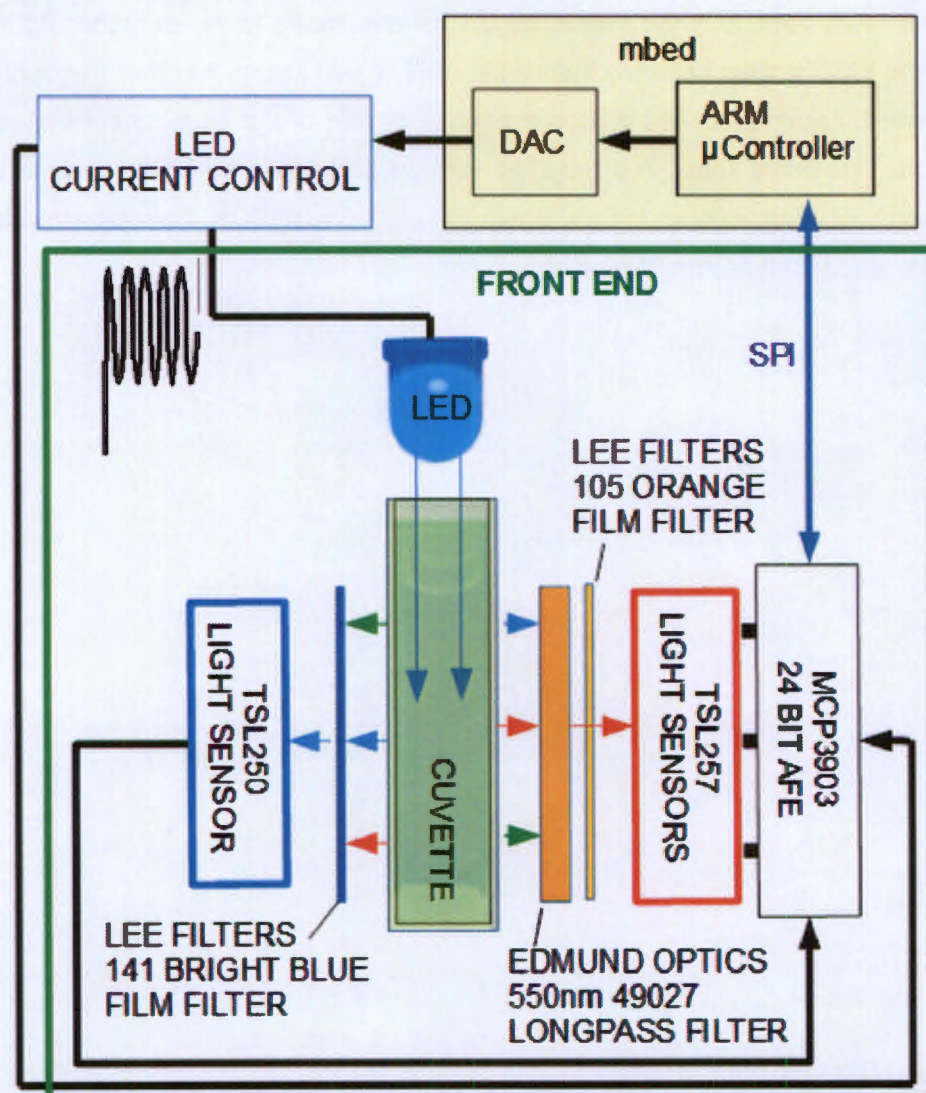 mbed
LED
CURRENT CONTROL
DAC
ARM
µController
FRONT END
SPI
LED
LEE FILTERS
105 ORANGE
FILM FILTER
TSL250
LIGHT SENSOR
CUVETTE
TSL257
LIGHT SENSORS
MCP3903
24 BIT AFE
LEE FILTERS
141 BRIGHT BLUE
FILM FILTER
EDMUND OPTICS
550nm 49027
LONGPASS FILTER